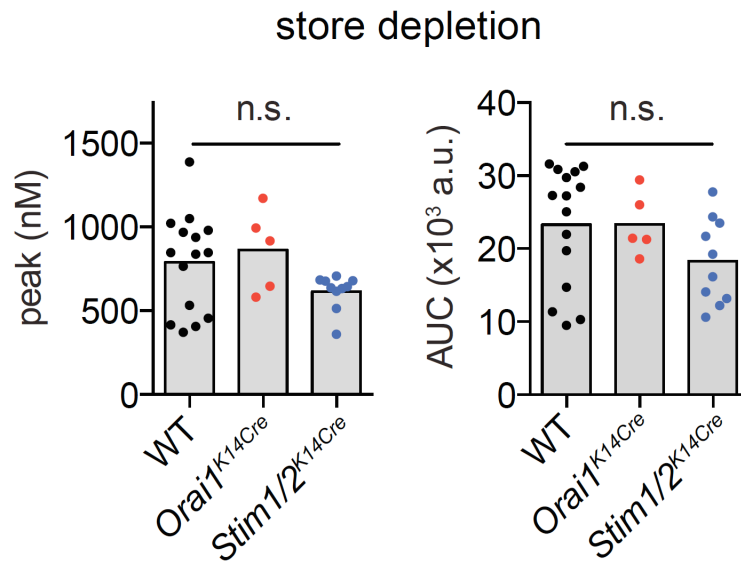 store depletion
peak (nM)
1500
1000
500
0
n.s.
WT
Orai1K14Cre
Stim1/2K14Cre
AUC (x10³ a.u.)
40
30
20
10
0
n.s.
WT
Orai1K14Cre
Stim1/2K14Cre